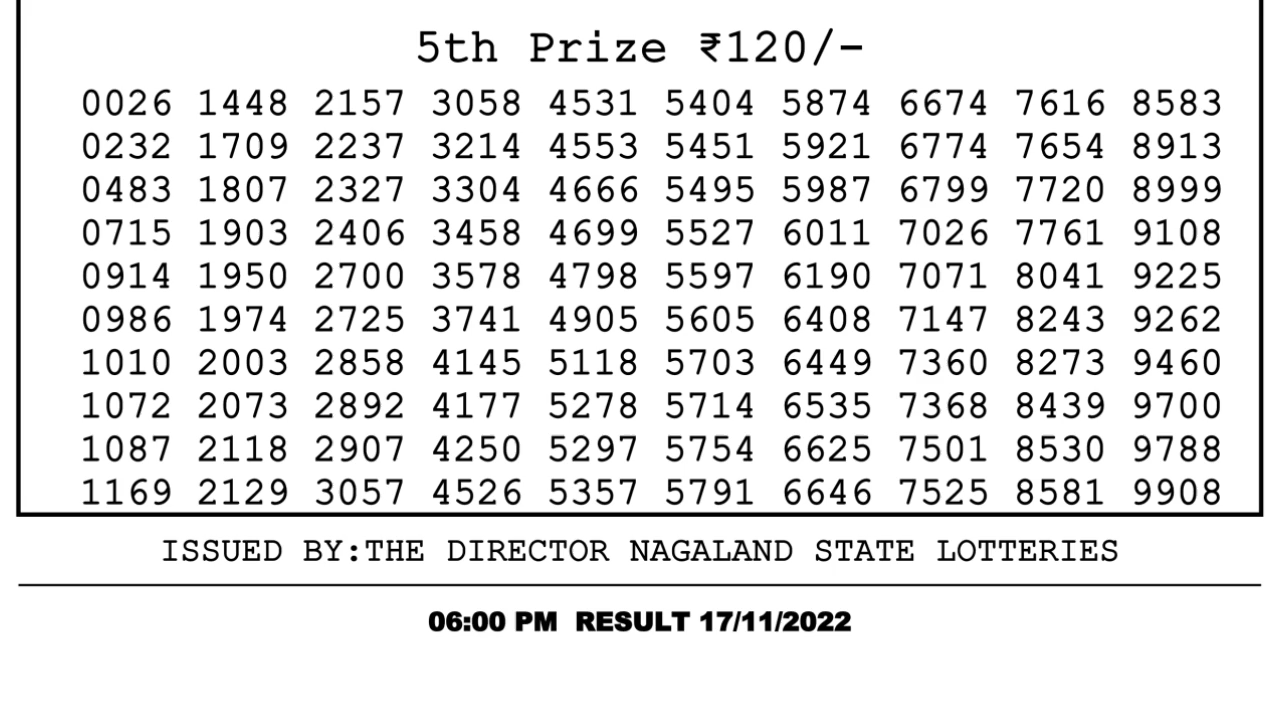 5th Prize ₹120/-
0026 1448 2157 3058 4531 5404 5874 6674 7616 8583
0232 1709 2237 3214 4553 5451 5921 6774 7654 8913
0483 1807 2327 3304 4666 5495 5987 6799 7720 8999
0715 1903 2406 3458 4699 5527 6011 7026 7761 9108
0914 1950 2700 3578 4798 5597 6190 7071 8041 9225
0986 1974 2725 3741 4905 5605 6408 7147 8243 9262
1010 2003 2858 4145 5118 5703 6449 7360 8273 9460
1072 2073 2892 4177 5278 5714 6535 7368 8439 9700
1087 2118 2907 4250 5297 5754 6625 7501 8530 9788
1169 2129 3057 4526 5357 5791 6646 7525 8581 9908
ISSUED BY:THE DIRECTOR NAGALAND STATE LOTTERIES
06:00 PM RESULT 17/11/2022